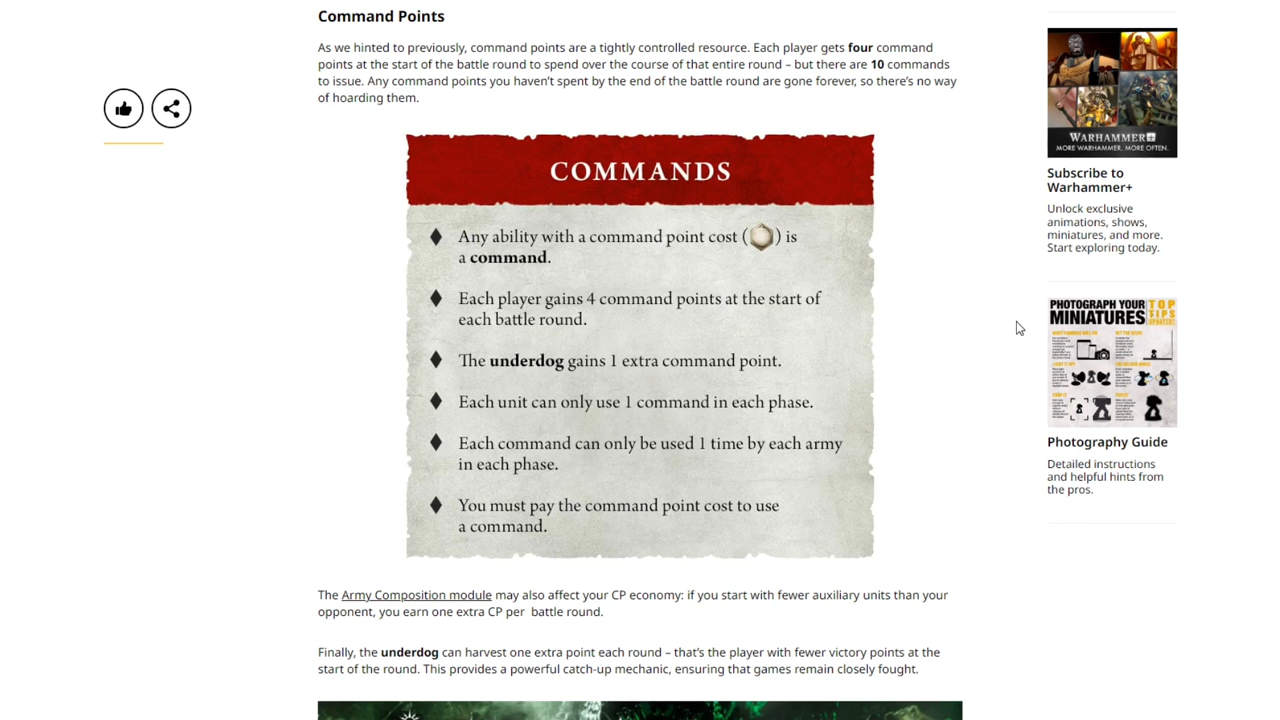 Command Points
As we hinted to previously, command points are a tightly controlled resource. Each player gets four command
points at the start of the battle round to spend over the course of that entire round – but there are 10 commands
to issue. Any command points you haven't spent by the end of the battle round are gone forever, so there's no way
of hoarding them.
COMMANDS
Any ability with a command point cost ( ) is
a command.
Each player gains 4 command points at the start of
each battle round.
The underdog gains 1 extra command point.
Each unit can only use 1 command in each phase.
Each command can only be used 1 time by each army
in each phase.
You must pay the command point cost to use
a command.
The Army Composition module may also affect your CP economy: if you start with fewer auxiliary units than your
opponent, you earn one extra CP per battle round.
Finally, the underdog can harvest one extra point each round – that's the player with fewer victory points at the
start of the round. This provides a powerful catch-up mechanic, ensuring that games remain closely fought.
WARHAMMER+
MORE WARHAMMER. MORE OFTEN.
Subscribe to
Warhammer+
Unlock exclusive
animations, shows,
miniatures, and more.
Start exploring today.
PHOTOGRAPH YOUR
MINIATURES
TOP
TIPS
Photography Guide
Detailed instructions
and helpful hints from
the pros.